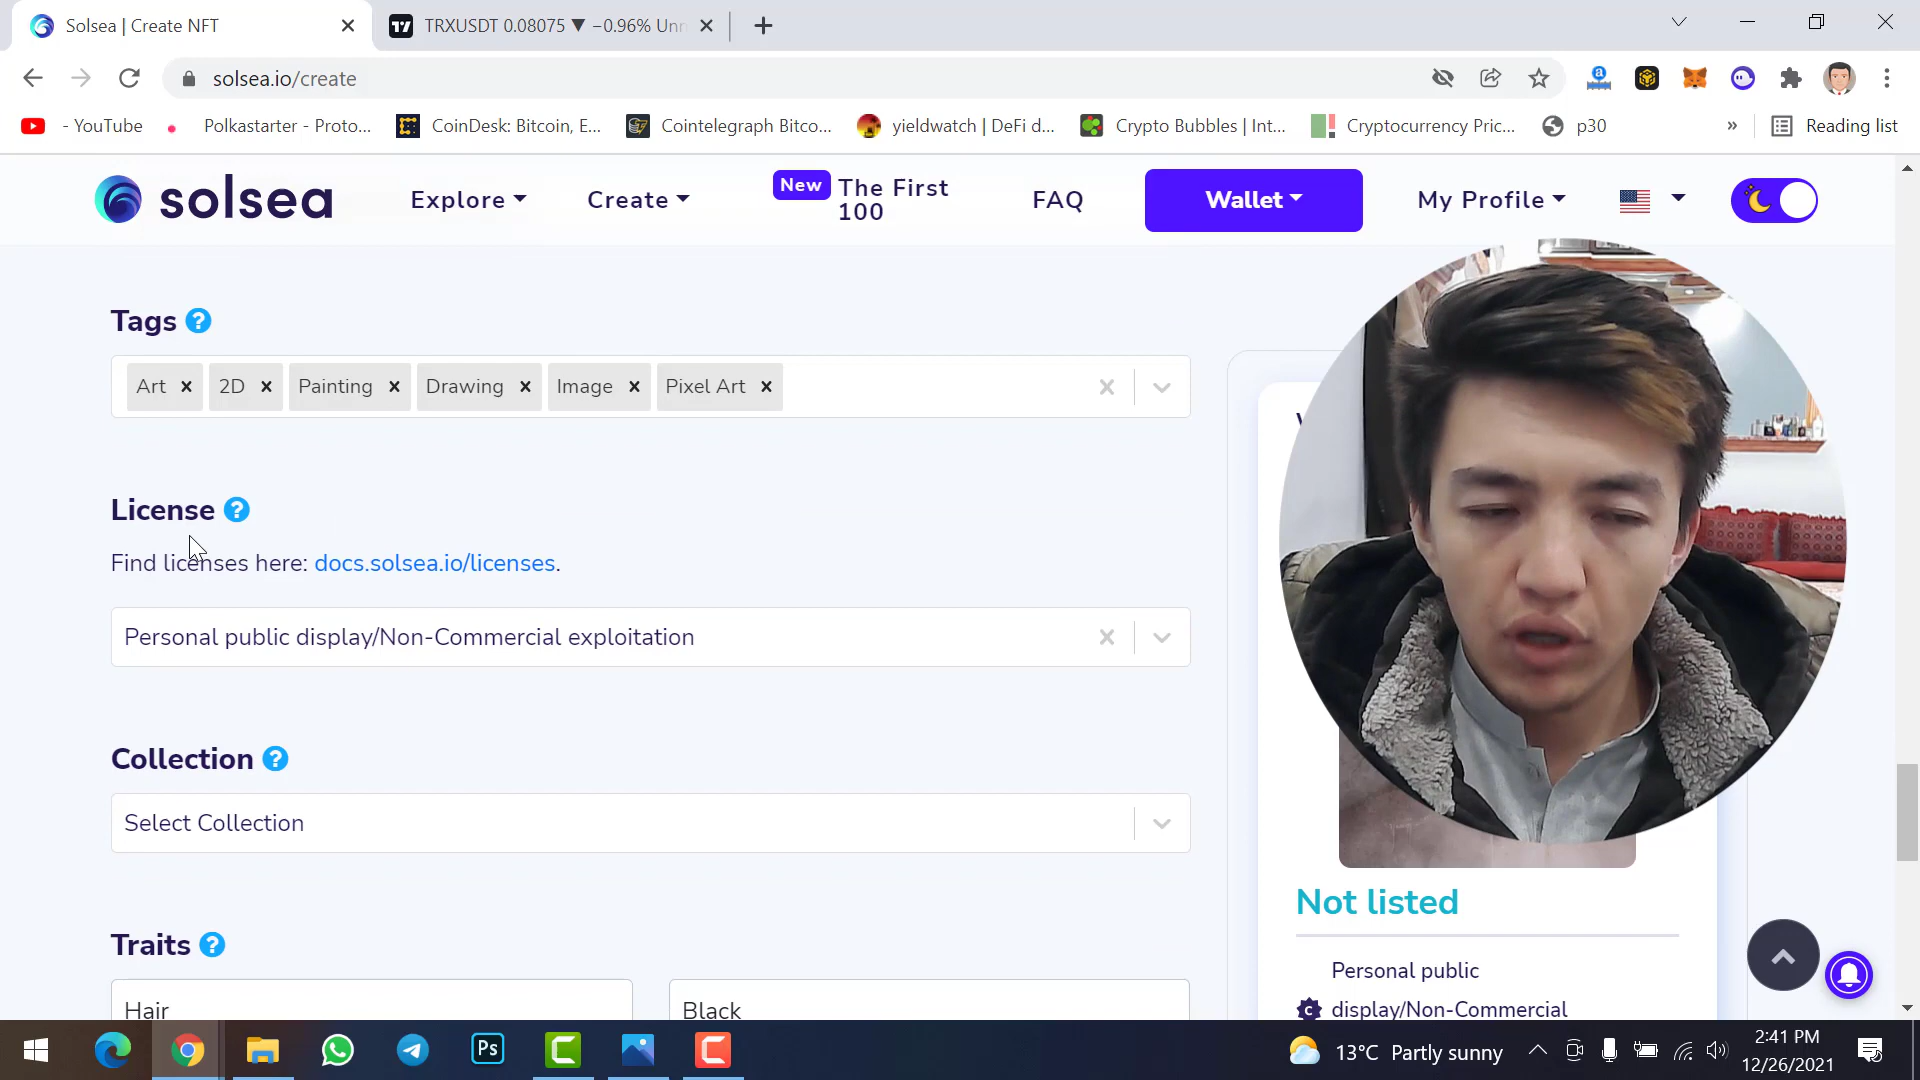 Solsea | Create NFT
TRXUSDT 0.08075 ▼ −0.96% Unn
solsea.io/create
- YouTube
Polkastarter - Proto...
CoinDesk: Bitcoin, E...
Cointelegraph Bitco...
yieldwatch | DeFi d...
Crypto Bubbles | Int...
Cryptocurrency Pric...
p30
»
Reading list
solsea
Explore
Create
New
The First
100
FAQ
Wallet
My Profile
Tags
Art
2D
Painting
Drawing
Image
Pixel Art
License
Find licenses here: docs.solsea.io/licenses.
Personal public display/Non-Commercial exploitation
Collection
Select Collection
Traits
Hair
Black
Not listed
Personal public
display/Non-Commercial
Ps
13°C Partly sunny
2:41 PM
12/26/2021